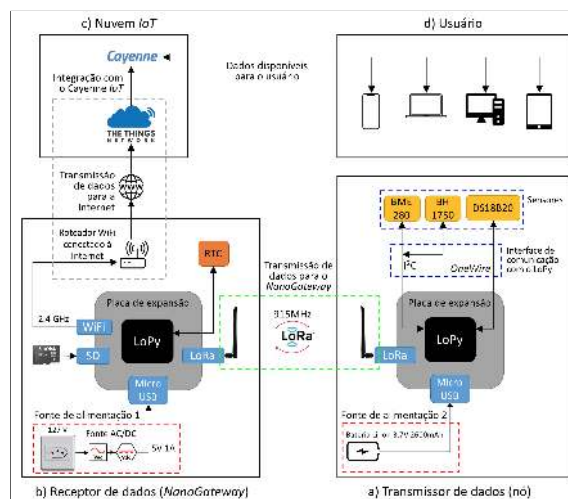 c) Nuvem IoT
Cayenne
Integração com
o Cayenne IoT
THE THINGS
NETWORK
Dados disponíveis
para o usuário
d) Usuário
Transmissão
de dados
para a
Internet
WWW
Roteador WiFi
conectado à
Internet
RTC
2.4 GHz
Placa de expansão
WiFi
LoPy
SD
LoRa
Micro
USB
Fonte de alimentação 1
127V
Fonte AC/DC
5V 1A
b) Receptor de dados (NanoGateway)
Transmissão de
dados para o
NanoGateway
915MHz
LoRa
BME
280
BH
1750
DS18B20
Sensores
I²C
OneWire
Interface de
comunicação
com o LoPy
Placa de expansão
LoRa
LoPy
Micro
USB
Fonte de alimentação 2
Bateria Li-ion 3.7V 2600mAh
a) Transmissor de dados (nó)